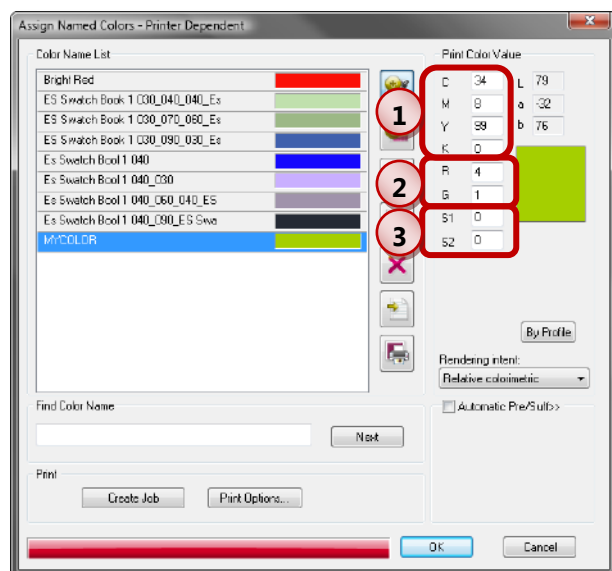 Assign Named Colors - Printer Dependent
Color Name List
Bright Red
ES Swatch Book 1 030_040_040_Es
ES Swatch Book 1 030_070_060_Es
ES Swatch Book 1 030_090_030_Es
Es Swatch Bool 1 040
Es Swatch Bool 1 040_030
Es Swatch Bool 1 040_060_040_ES
Es Swatch Bool 1 040_090_ES Swa
MYCOLOR
Print Color Value
C 34 L 79
M 8 a -32
Y 99 b 76
K 0
R 4
G 1
S1 0
S2 0
1
2
3
By Profile
Rendering intent:
Relative colorimetric
Automatic Pre/Suff>>
Find Color Name
Next
Print
Create Job Print Options...
OK Cancel